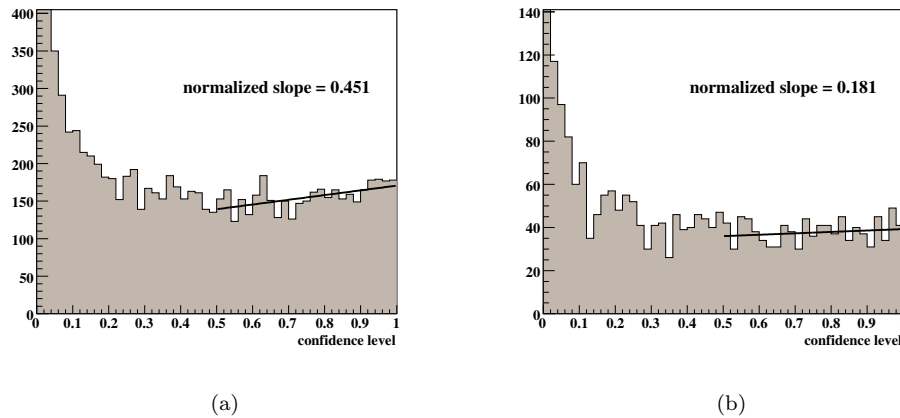 400
350
300
250
200
150
100
50
0
normalized slope = 0.451
0 0.1 0.2 0.3 0.4 0.5 0.6 0.7 0.8 0.9 1
confidence level
(a)
140
120
100
80
60
40
20
0
normalized slope = 0.181
0 0.1 0.2 0.3 0.4 0.5 0.6 0.7 0.8 0.9
confidence level
(b)